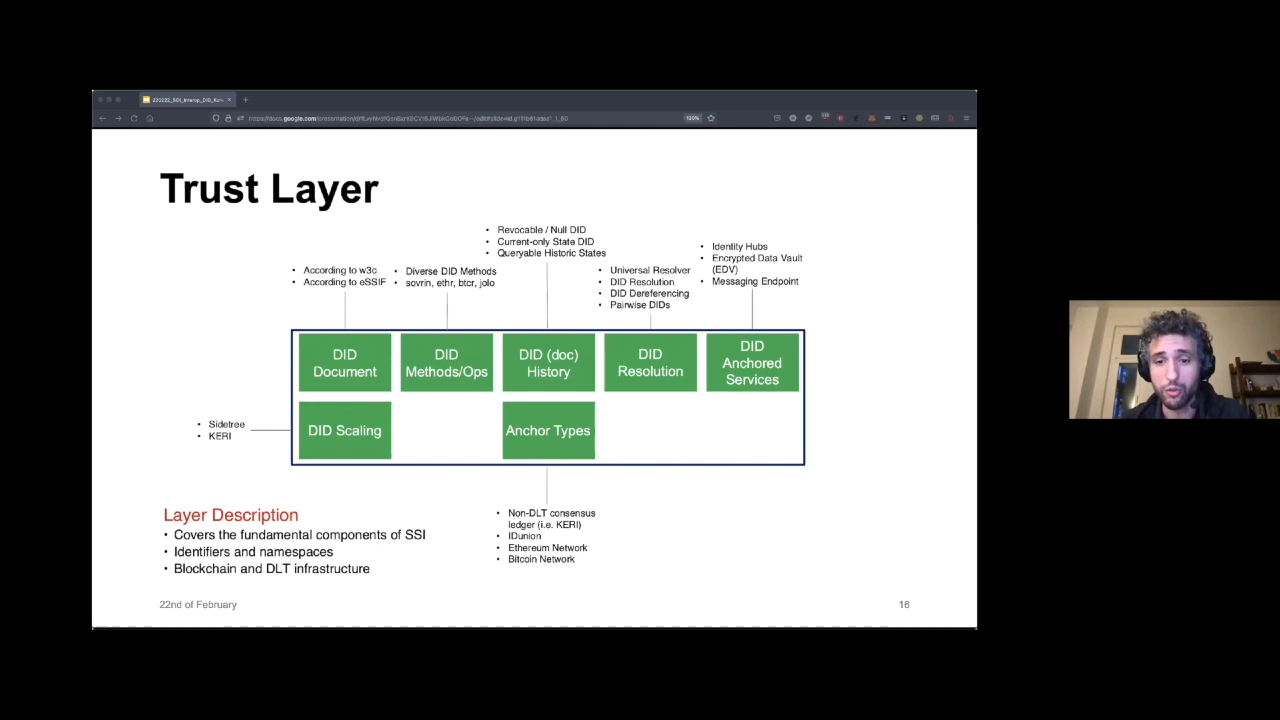 Trust Layer
Revocable / Null DID
Current-only State DID
Queryable Historic States
Identity Hubs
Encrypted Data Vault
(EDV)
Messaging Endpoint
According to w3c
According to eSSIF
Diverse DID Methods
sovrin, ethr, btcr, jolo
Universal Resolver
DID Resolution
DID Dereferencing
Pairwise DIDs
DID
Document
DID
Methods/Ops
DID (doc)
History
DID
Resolution
DID
Anchored
Services
Sidetree
KERI
DID Scaling
Anchor Types
Non-DLT consensus
ledger (i.e. KERI)
IDunion
Ethereum Network
Bitcoin Network
Layer Description
Covers the fundamental components of SSI
Identifiers and namespaces
Blockchain and DLT infrastructure
22nd of February
16